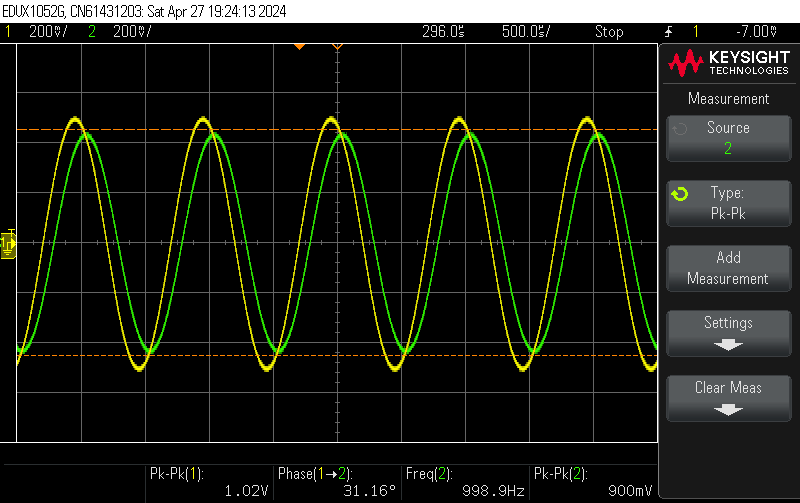 EDUX1052G, CN61431203: Sat Apr 27 19:24:13 2024
1 200▽/ 2 200▽/ 296.0s 500.0s/ Stop 1 -7.00▽
KEYSIGHT
TECHNOLOGIES
Measurement
Source
2
Type:
Pk-Pk
Add
Measurement
Settings
Clear Meas
Pk-Pk(1): Phase(1→2): Freq(2): Pk-Pk(2):
1.02V 31.16° 998.9Hz 900mV